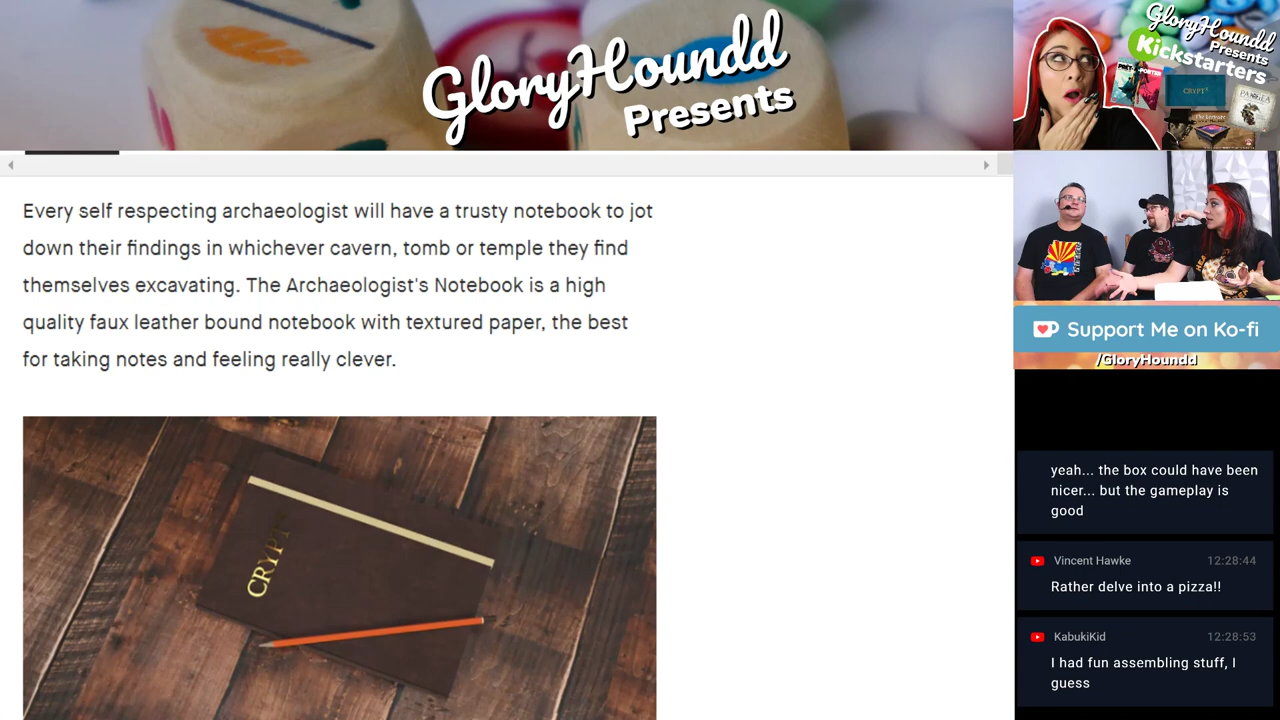 GloryHoundd
Presents
GloryHoundd
Presents
Kickstarters
CRYPT
Every self respecting archaeologist will have a trusty notebook to jot
down their findings in whichever cavern, tomb or temple they find
themselves excavating. The Archaeologist's Notebook is a high
quality faux leather bound notebook with textured paper, the best
for taking notes and feeling really clever.
CRYPT
Support Me on Ko-fi
/GloryHoundd
yeah... the box could have been
nicer... but the gameplay is
good
Vincent Hawke 12:28:44
Rather delve into a pizza!!
KabukiKid 12:28:53
I had fun assembling stuff, I
guess